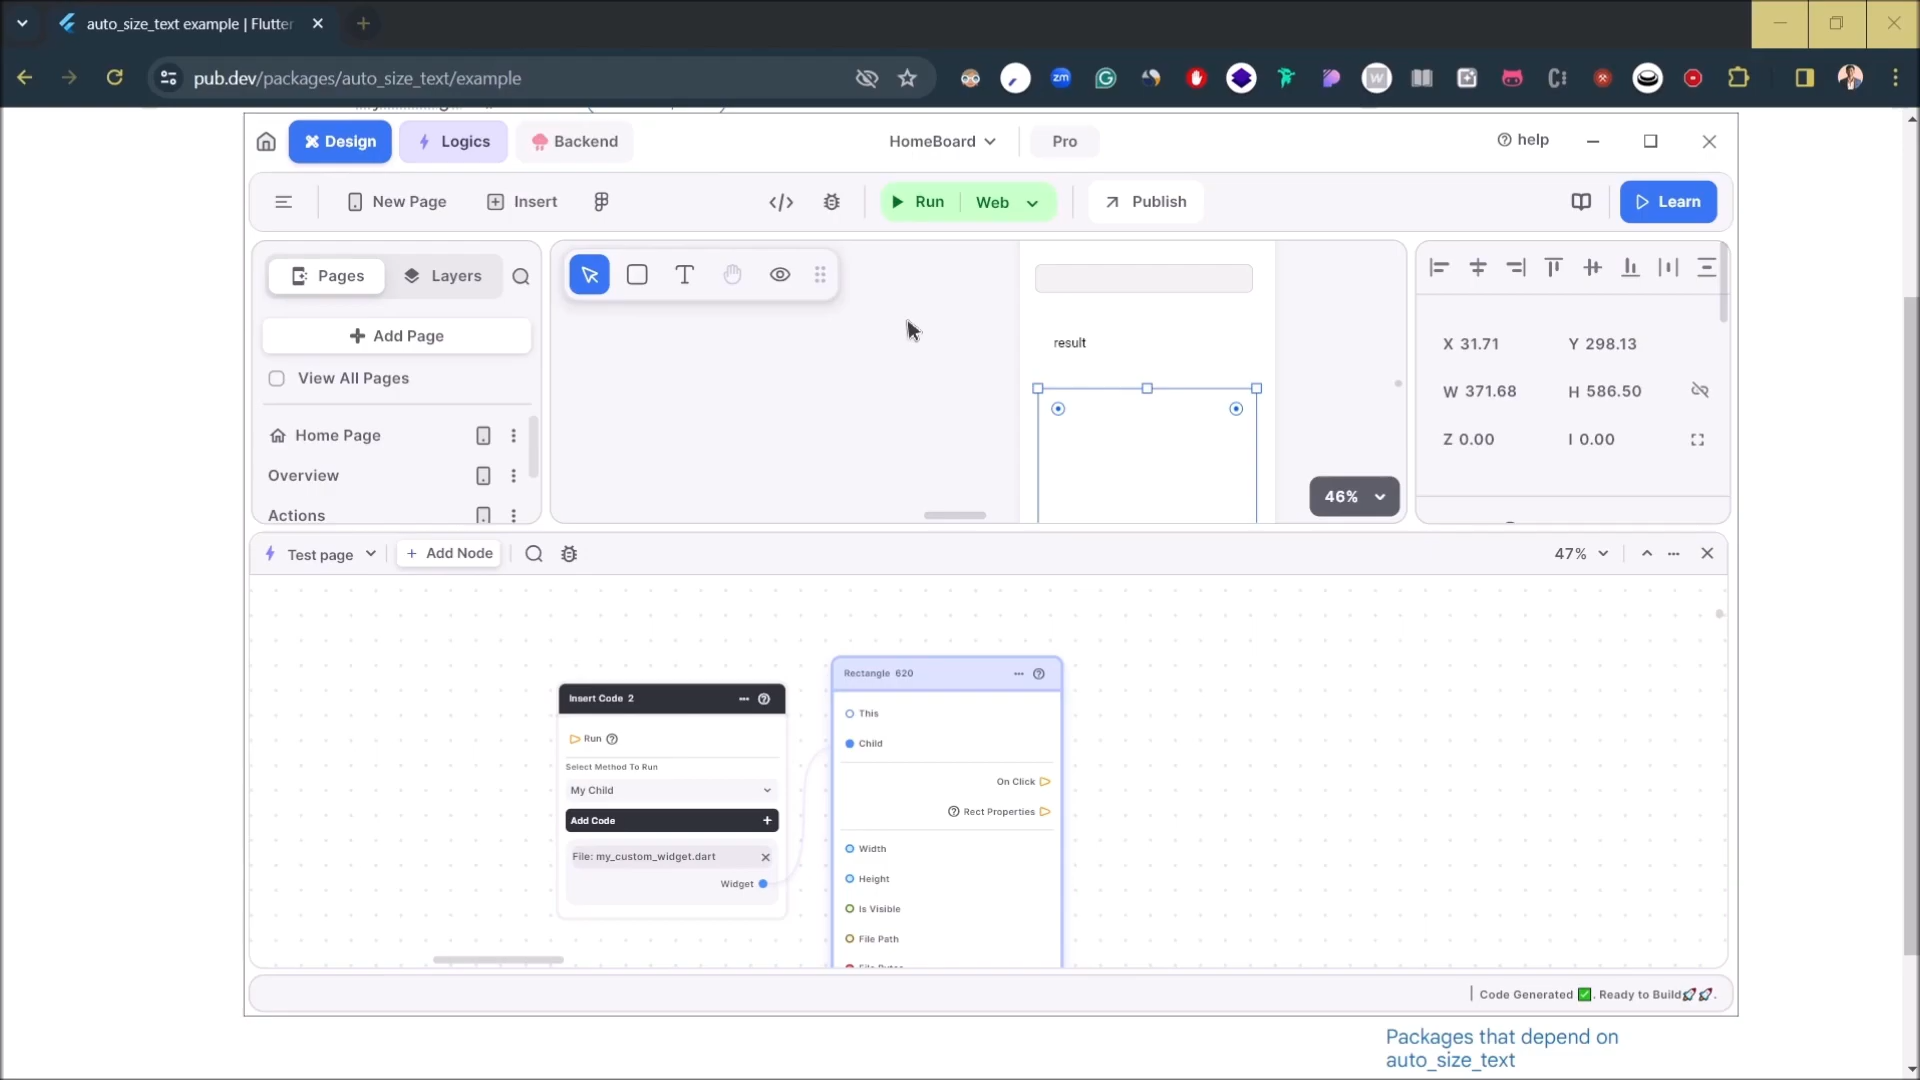 auto_size_text example | Flutter
pub.dev/packages/auto_size_text/example
Design
Logics
Backend
HomeBoard
Pro
help
New Page
Insert
Run
Web
Publish
Learn
Pages
Layers
Add Page
View All Pages
Home Page
Overview
Actions
result
46%
X 31.71
Y 298.13
W 371.68
H 586.50
Z 0.00
I 0.00
Test page
+ Add Node
47%
Insert Code 2
Run
Select Method To Run
My Child
Add Code
File: my_custom_widget.dart
Widget
Rectangle 620
This
Child
On Click
Rect Properties
Width
Height
Is Visible
File Path
Code Generated ✅. Ready to Build🚀🚀.
Packages that depend on
auto_size_text